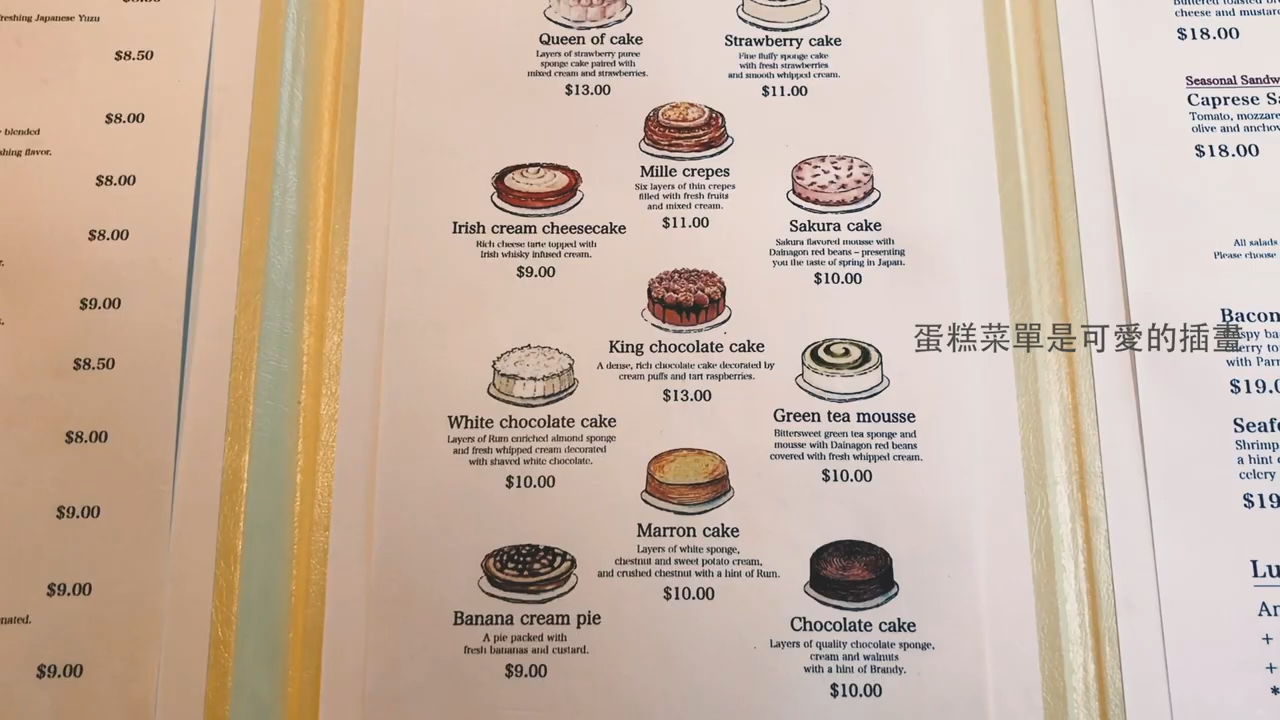 freshing Japanese Yuzu
$8.50
$8.00
blended
shing flavor.
$8.00
$8.00
$9.00
$8.50
$8.00
$9.00
$9.00
nated.
$9.00
Queen of cake
Layers of strawberry puree
sponge cake paired with
mixed cream and strawberries.
$13.00
Strawberry cake
Fine fluffy sponge cake
with fresh strawberries
and smooth whipped cream.
$11.00
Mille crepes
Six layers of thin crepes
filled with fresh fruits
and mixed cream.
$11.00
Irish cream cheesecake
Rich cheese tarte topped with
Irish whisky infused cream.
$9.00
Sakura cake
Sakura flavored mousse with
Dainagon red beans – presenting
you the taste of spring in Japan.
$10.00
King chocolate cake
A dense, rich chocolate cake decorated by
cream puffs and tart raspberries.
$13.00
White chocolate cake
Layers of Rum enriched almond sponge
and fresh whipped cream decorated
with shaved white chocolate.
$10.00
Green tea mousse
Bittersweet green tea sponge and
mousse with Dainagon red beans
covered with fresh whipped cream.
$10.00
Marron cake
Layers of white sponge,
chestnut and sweet potato cream,
and crushed chestnut with a hint of Rum.
$10.00
Banana cream pie
A pie packed with
fresh bananas and custard.
$9.00
Chocolate cake
Layers of quality chocolate sponge,
cream and walnuts
with a hint of Brandy.
$10.00
蛋糕菜單是可愛的插畫
cheese and mustar
$18.00
Seasonal Sandw
Caprese Sa
Tomato, mozzare
olive and ancho
$18.00
All salads
Please choose
Bacon
with Par
$19.0
Seafo
Shrimp
a hint
celery
$19
Lu
An
+
+
*